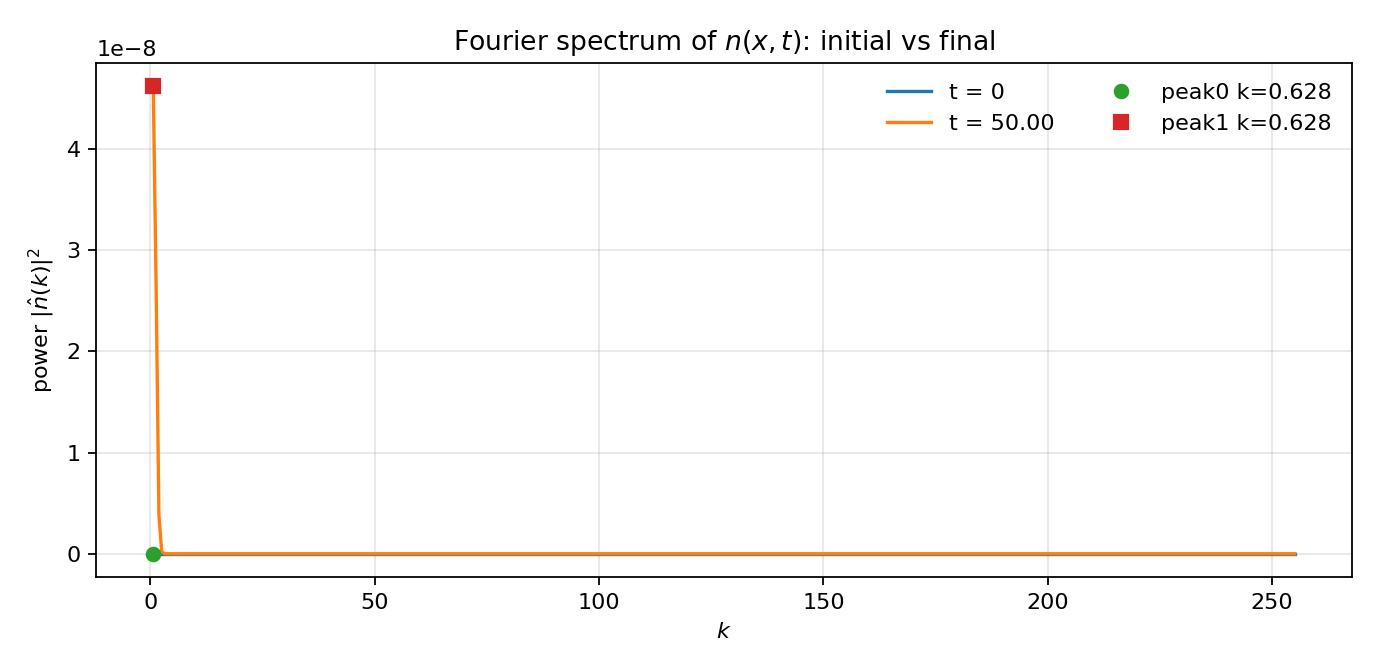 Fourier spectrum of n(x, t): initial vs final
1e−8
t = 0
t = 50.00
peak0 k=0.628
peak1 k=0.628
power |n̂(k)|²
4
3
2
1
0
0 50 100 150 200 250
k